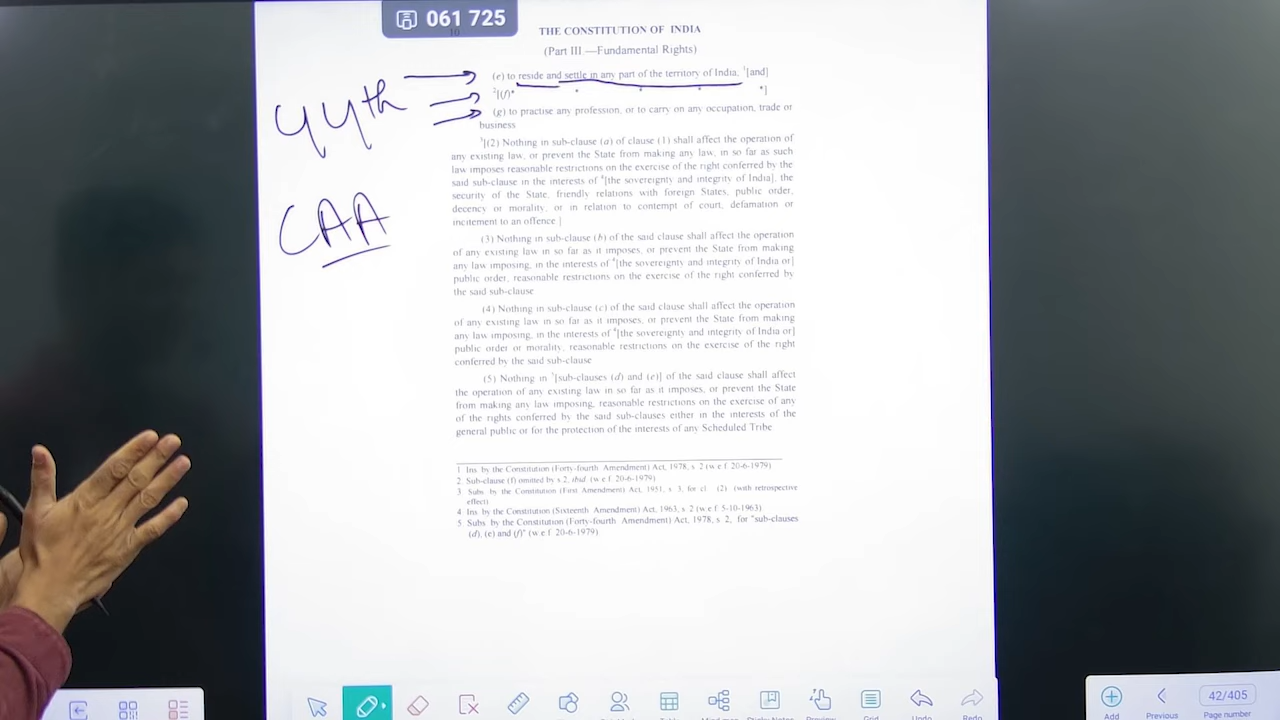 061 725
10
THE CONSTITUTION OF INDIA
(Part III.—Fundamental Rights)
(e) to reside and settle in any part of the territory of India, 1[and]
2[(f)* * * * *]
(g) to practise any profession, or to carry on any occupation, trade or
business
3[(2) Nothing in sub-clause (a) of clause (1) shall affect the operation of
any existing law, or prevent the State from making any law, in so far as such
law imposes reasonable restrictions on the exercise of the right conferred by the
said sub-clause in the interests of 4[the sovereignty and integrity of India], the
security of the State, friendly relations with foreign States, public order,
decency or morality, or in relation to contempt of court, defamation or
incitement to an offence ]
(3) Nothing in sub-clause (b) of the said clause shall affect the operation
of any existing law in so far as it imposes, or prevent the State from making
any law imposing, in the interests of 4[the sovereignty and integrity of India or]
public order, reasonable restrictions on the exercise of the right conferred by
the said sub-clause
(4) Nothing in sub-clause (c) of the said clause shall affect the operation
of any existing law in so far as it imposes, or prevent the State from making
any law imposing, in the interests of 4[the sovereignty and integrity of India or]
public order or morality, reasonable restrictions on the exercise of the right
conferred by the said sub-clause
(5) Nothing in 5[sub-clauses (d) and (e)] of the said clause shall affect
the operation of any existing law in so far as it imposes, or prevent the State
from making any law imposing, reasonable restrictions on the exercise of any
of the rights conferred by the said sub-clauses either in the interests of the
general public or for the protection of the interests of any Scheduled Tribe
1 Ins by the Constitution (Forty-fourth Amendment) Act, 1978, s 2 (w e f 20-6-1979)
2 Sub-clause (f) omitted by s 2, ibid. (w e f 20-6-1979)
3 Subs by the Constitution (First Amendment) Act, 1951, s 3, for cl (2) (with retrospective
effect)
4 Ins by the Constitution (Sixteenth Amendment) Act, 1963, s 2 (w e f 5-10-1963)
5 Subs by the Constitution (Forty-fourth Amendment) Act, 1978, s 2, for "sub-clauses
(d), (e) and (f)" (w e f 20-6-1979)
44th
CAA
Sticky Notes Preview Grid Undo Redo
Add Previous 42/405
Page number